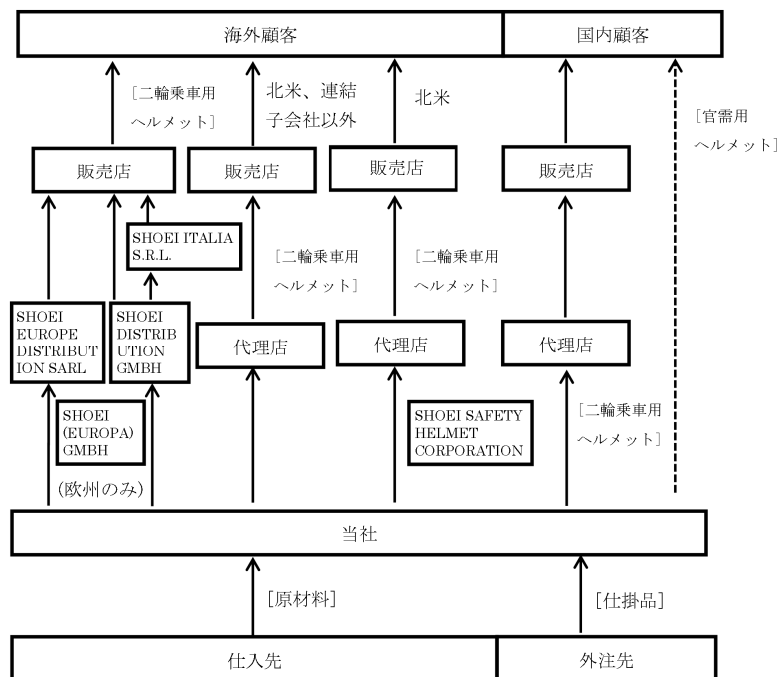 海外顧客
国内顧客
[二輪乗車用
ヘルメット]
北米、連結
子会社以外
北米
[官需用
ヘルメット]
販売店
販売店
販売店
販売店
SHOEI ITALIA
S.R.L.
[二輪乗車用
ヘルメット]
[二輪乗車用
ヘルメット]
SHOEI
EUROPE
DISTRIBUT
ION SARL
SHOEI
DISTRIB
UTION
GMBH
代理店
代理店
代理店
SHOEI
(EUROPA)
GMBH
SHOEI SAFETY
HELMET
CORPORATION
[二輪乗車用
ヘルメット]
(欧州のみ)
当社
[原材料]
[仕掛品]
仕入先
外注先